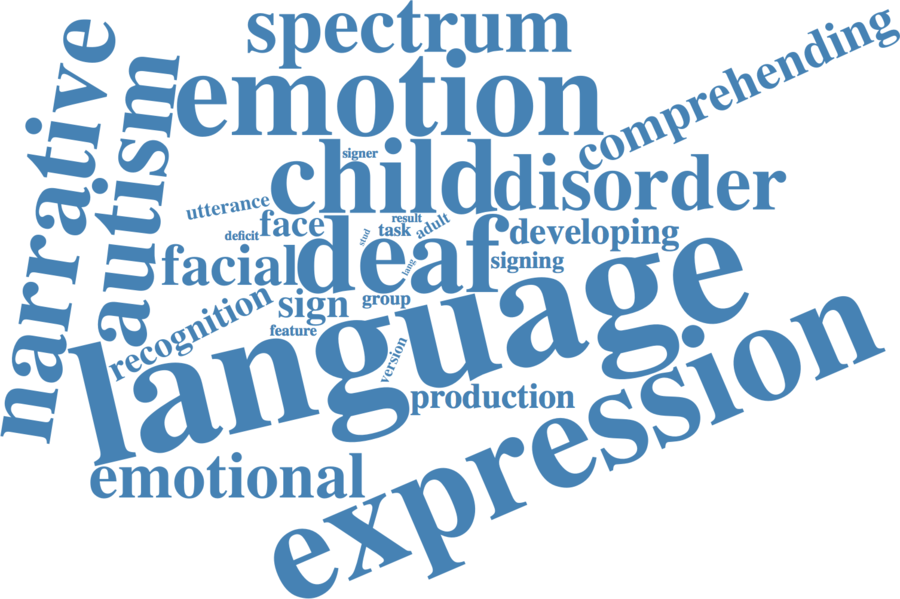 spectrum
narrative
autism
emotion
comprehending
signer
child
disorder
utterance
face
result
task
adult
deficit
stud
deaf
developing
facial
lang
signing
recognition
sign
group
feature
language
version
production
expression
emotional